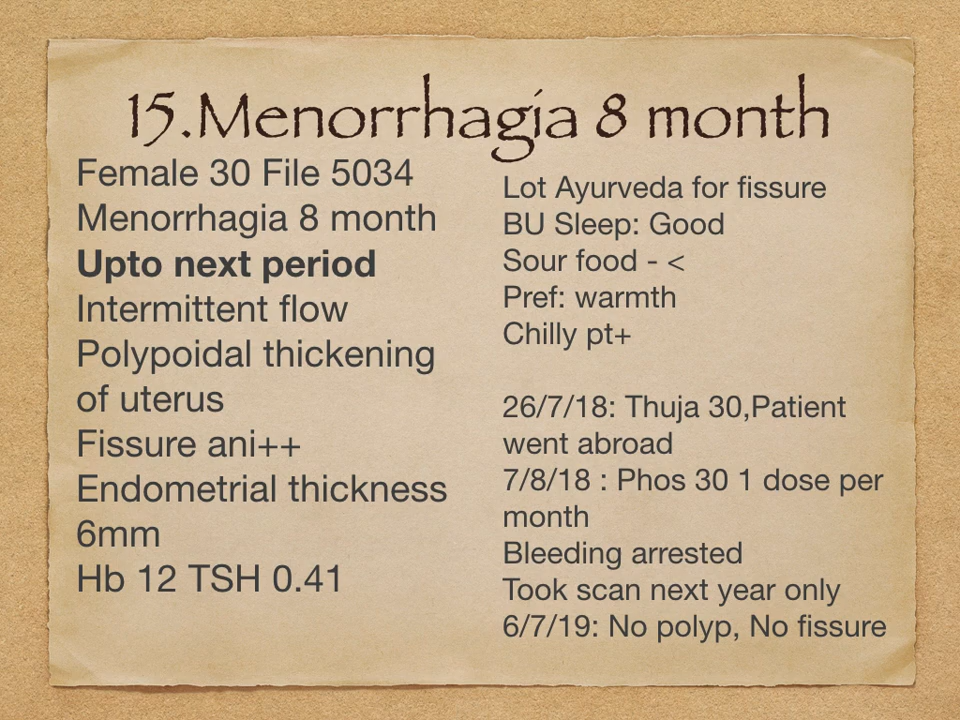 15.Menorrhagia 8 month
Female 30 File 5034
Menorrhagia 8 month
Upto next period
Intermittent flow
Polypoidal thickening
of uterus
Fissure ani++
Endometrial thickness
6mm
Hb 12 TSH 0.41
Lot Ayurveda for fissure
BU Sleep: Good
Sour food - <
Pref: warmth
Chilly pt+
26/7/18: Thuja 30,Patient
went abroad
7/8/18 : Phos 30 1 dose per
month
Bleeding arrested
Took scan next year only
6/7/19: No polyp, No fissure